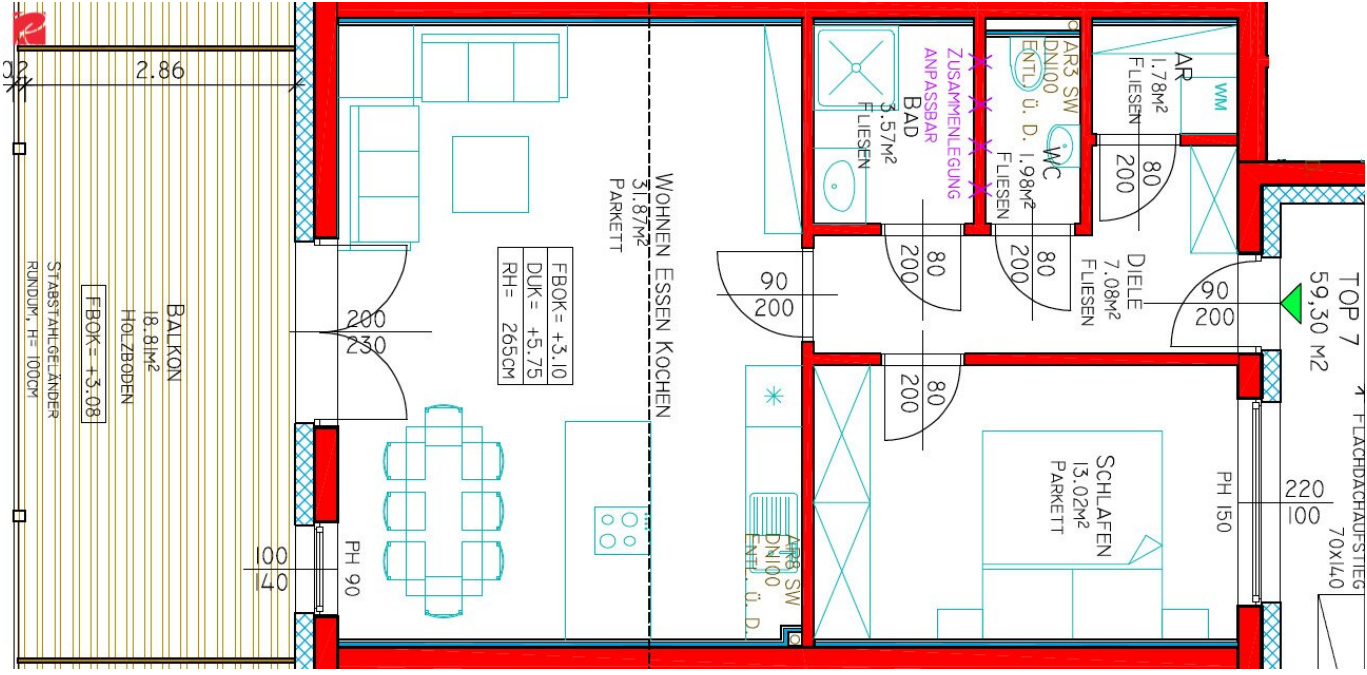 2.86
BALKON
18.81M²
HOLZBODEN
FBOK= +3.08
STABSTAHLGELÄNDER
RUNDUM, H= 100CM
200
230
100
140
PH 90
WOHNEN ESSEN KOCHEN
31.87M²
PARKETT
FBOK= +3.10
DUK= +5.75
RH= 265CM
90
200
AR8 SW
DN100
ENTL. Ü. D.
ZUSAMMENLEGUNG
ANPASSBAR
BAD
3.57M²
FLIESEN
80
200
AR3 SW
DN100
ENTL. Ü. D.
WC
1.98M²
FLIESEN
80
200
AR
1.78M²
FLIESEN
WM
80
200
DIELE
7.08M²
FLIESEN
90
200
80
200
SCHLAFEN
13.02M²
PARKETT
PH 150
220
100
TOP 7
59,30 M2
FLACHDACHAUFSTIEG
70x140